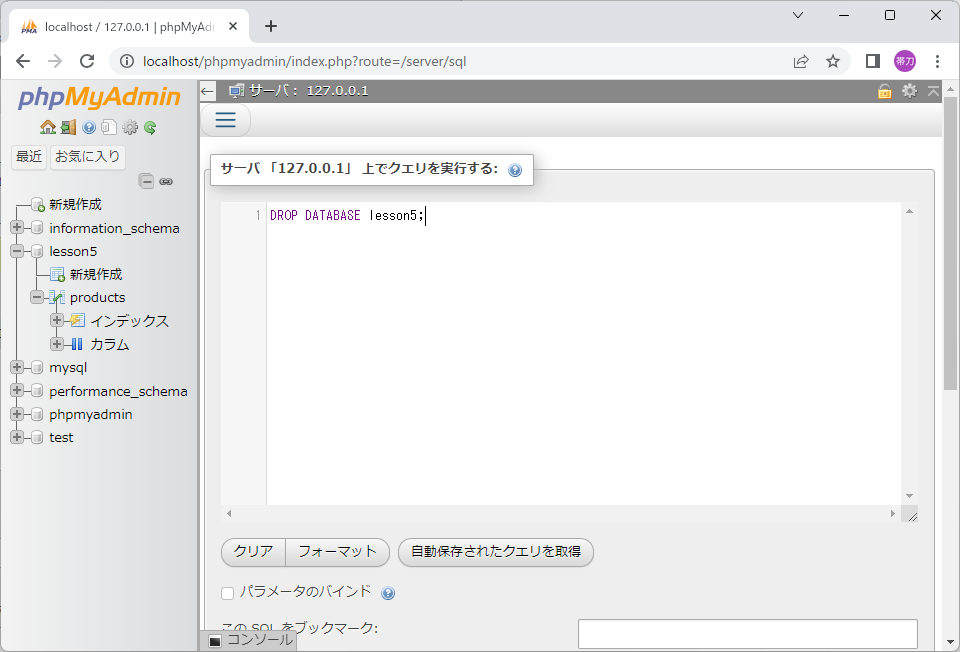 localhost / 127.0.0.1 | phpMyAd
localhost/phpmyadmin/index.php?route=/server/sql
帯刀
phpMyAdmin
サーバ: 127.0.0.1
最近 お気に入り
サーバ 「127.0.0.1」 上でクエリを実行する:
新規作成
information_schema
lesson5
新規作成
products
インデックス
カラム
mysql
performance_schema
phpmyadmin
test
1 DROP DATABASE lesson5;
クリア フォーマット 自動保存されたクエリを取得
パラメータのバインド
この SQL をブックマーク:
コンソール